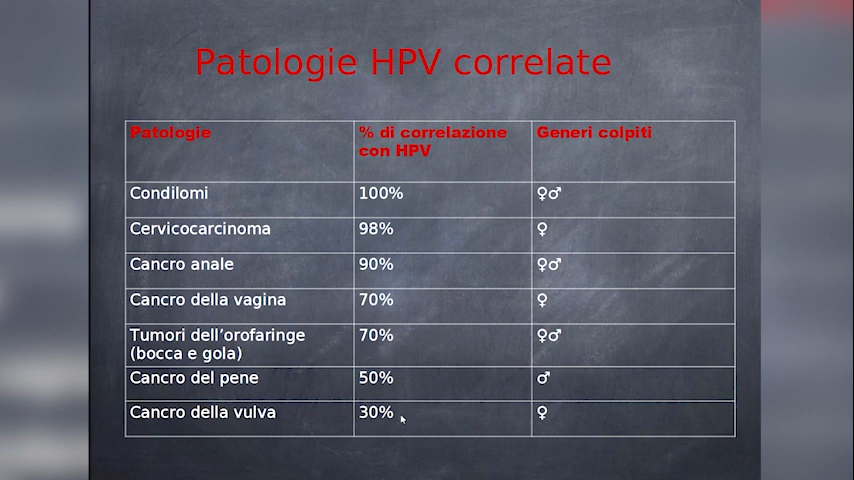 Patologie HPV correlate
Patologie
% di correlazione
con HPV
Generi colpiti
Condilomi 100% ♀♂
Cervicocarcinoma 98% ♀
Cancro anale 90% ♀♂
Cancro della vagina 70% ♀
Tumori dell’orofaringe 70% ♀♂
(bocca e gola)
Cancro del pene 50% ♂
Cancro della vulva 30% ♀